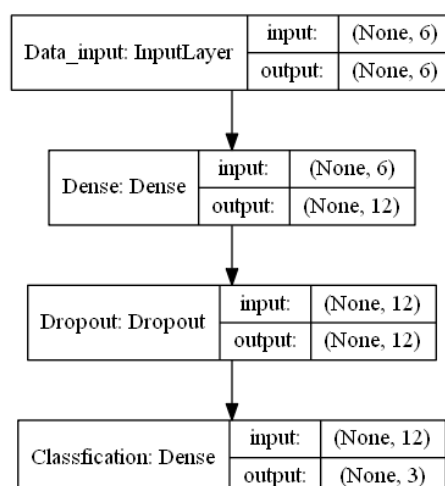 Data_input: InputLayer
input: (None, 6)
output: (None, 6)
Dense: Dense
input: (None, 6)
output: (None, 12)
Dropout: Dropout
input: (None, 12)
output: (None, 12)
Classfication: Dense
input: (None, 12)
output: (None, 3)